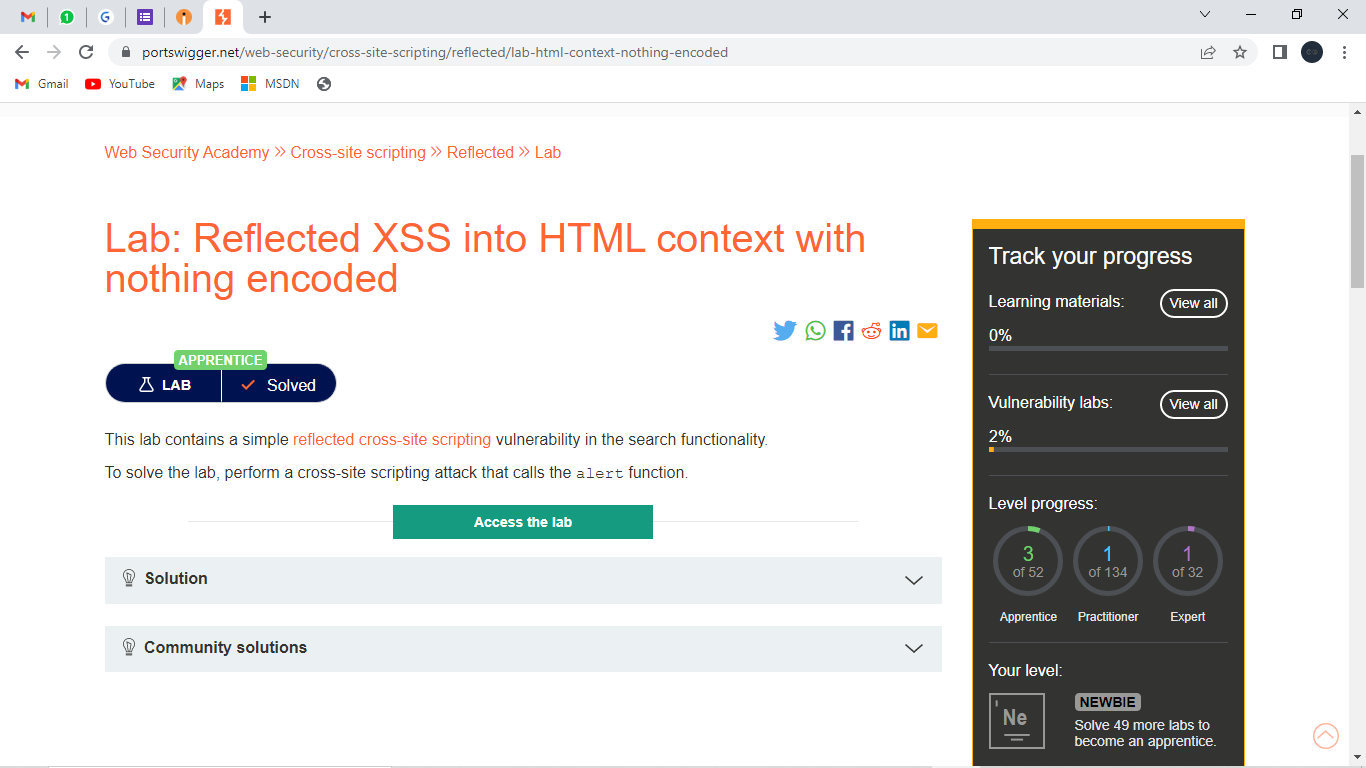 1
G
+
portswigger.net/web-security/cross-site-scripting/reflected/lab-html-context-nothing-encoded
Gmail YouTube Maps MSDN
Web Security Academy >> Cross-site scripting >> Reflected >> Lab
Lab: Reflected XSS into HTML context with
nothing encoded
APPRENTICE
LAB Solved
This lab contains a simple reflected cross-site scripting vulnerability in the search functionality.
To solve the lab, perform a cross-site scripting attack that calls the alert function.
Access the lab
Solution
Community solutions
Track your progress
Learning materials: View all
0%
Vulnerability labs: View all
2%
Level progress:
3 1 1
of 52 of 134 of 32
Apprentice Practitioner Expert
Your level:
Ne NEWBIE
Solve 49 more labs to
become an apprentice.